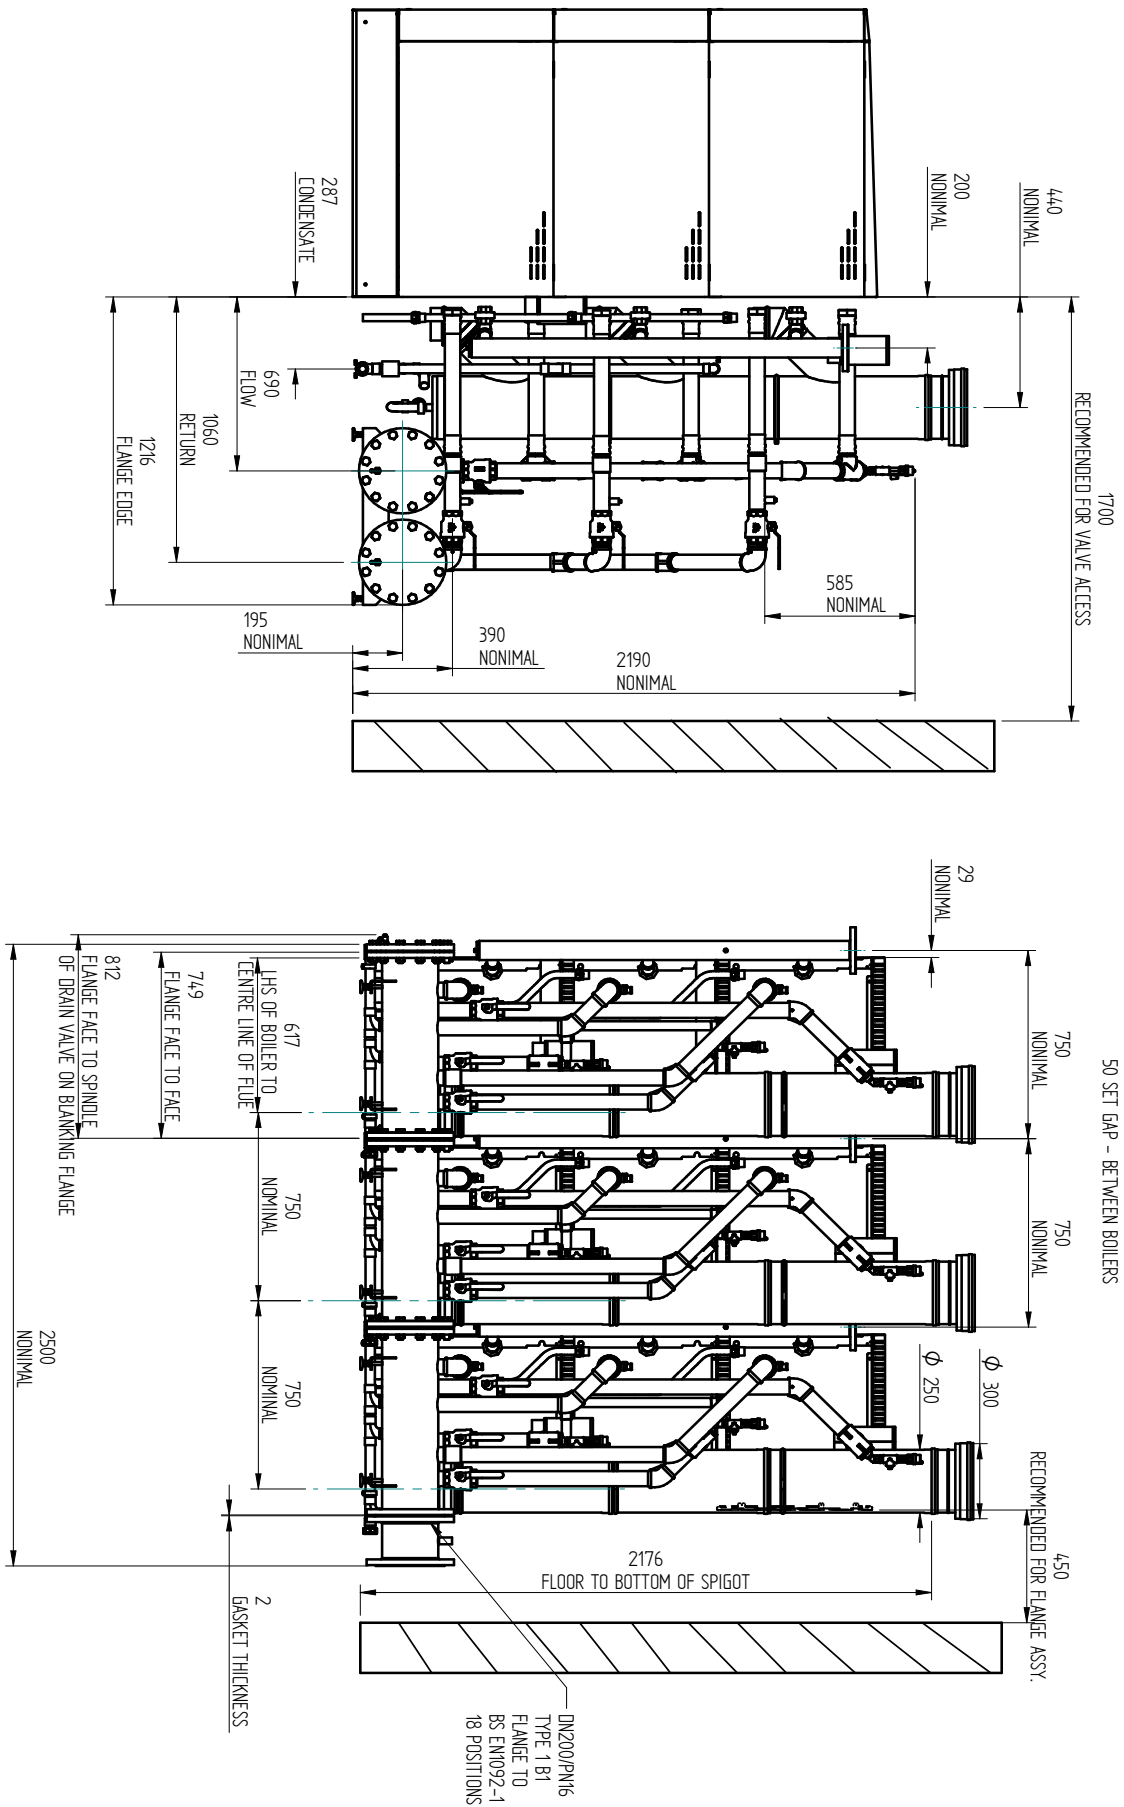 287
CONDENSATE
200
NONIMAL
440
NONIMAL
690
FLOW
1060
RETURN
1216
FLANGE EDGE
1700
RECOMMENDED FOR VALVE ACCESS
585
NONIMAL
195
NONIMAL
390
NONIMAL
2190
NONIMAL
29
NONIMAL
750
NONIMAL
50 SET GAP - BETWEEN BOILERS
750
NONIMAL
812
FLANGE FACE TO SPINDLE
OF DRAIN VALVE ON BLANKING FLANGE
749
FLANGE FACE TO FACE
617
LHS OF BOILER TO
CENTRE LINE OF FLUE
750
NOMINAL
750
NOMINAL
2500
NONIMAL
Φ 250
Φ 300
450
RECOMMENDED FOR FLANGE ASSY.
2176
FLOOR TO BOTTOM OF SPIGOT
2
GASKET THICKNESS
DN200/PN16
TYPE 1 B1
FLANGE TO
BS EN1092-1
18 POSITIONS